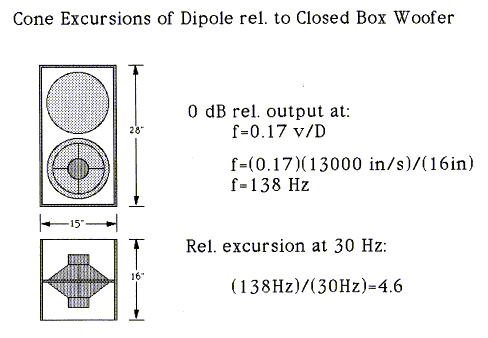 Cone Excursions of Dipole rel. to Closed Box Woofer
28"
0 dB rel. output at:
f=0.17 v/D
f=(0.17)(13000 in/s)/(16in)
f=138 Hz
15"
16"
Rel. excursion at 30 Hz:
(138Hz)/(30Hz)=4.6